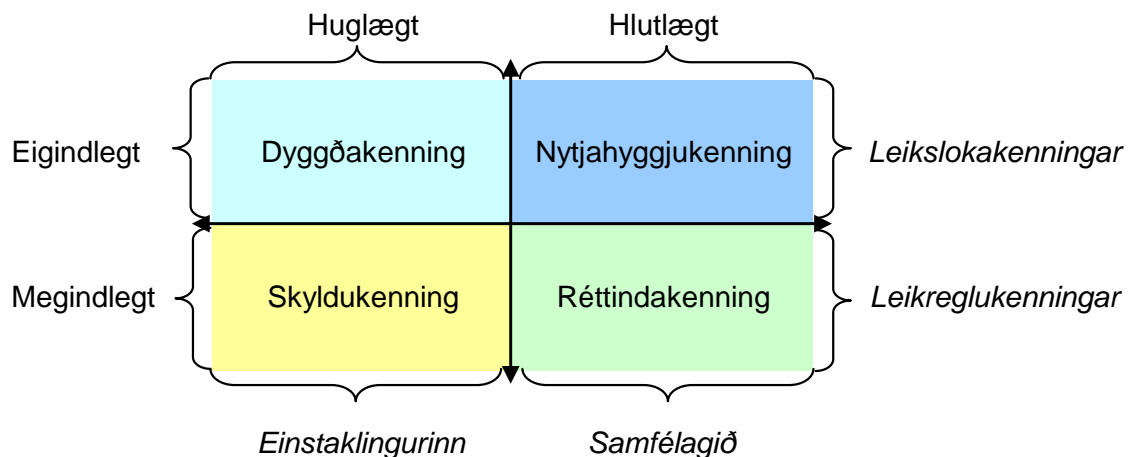 Huglægt Hlutlægt
Eigindlegt Dyggðakenning Nytjahyggjukenning Leikslokakenningar
Megindlegt Skyldukenning Réttindakenning Leikreglukenningar
Einstaklingurinn Samfélagið